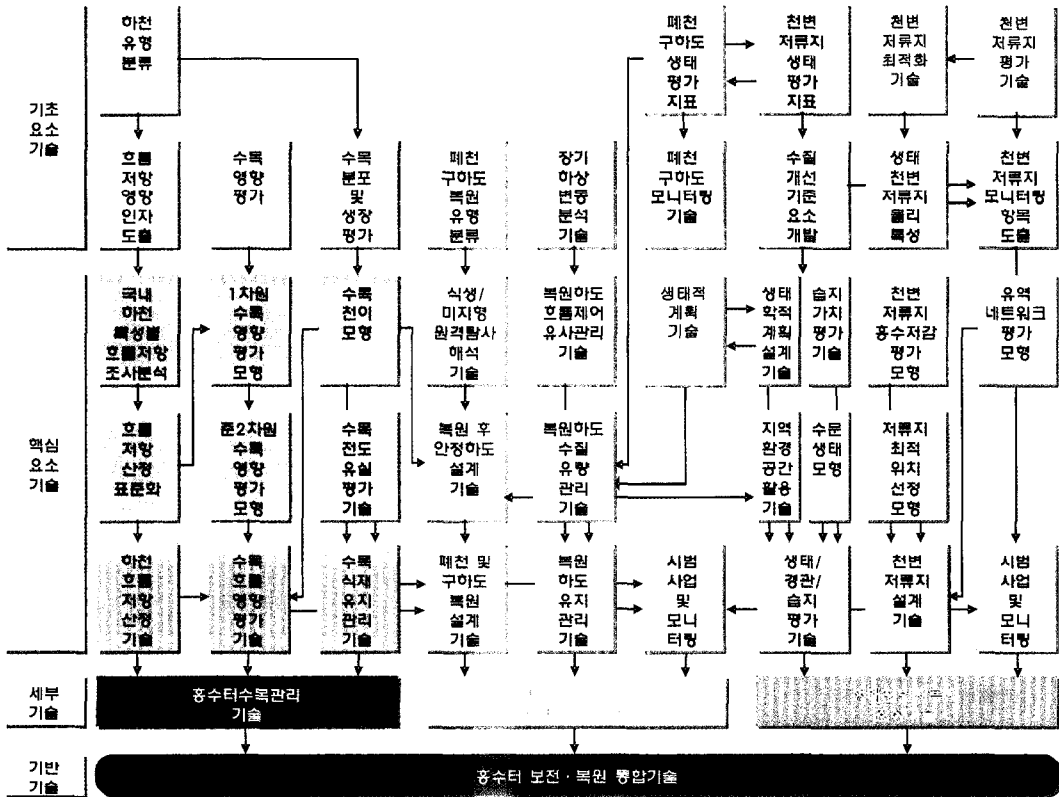 하천
유형
분류
폐천
구하도
생태
평가
지표
천변
저류지
생태
평가
지표
천변
저류지
최적화
기술
천변
저류지
평가
기술
기초
요소
기술
흐름
저항
영향
인자
도출
수목
영향
평가
수목
분포
및
생장
평가
폐천
구하도
복원
유형
분류
장기
하상
변동
분석
기술
폐천
구하도
모니터링
기술
수질
개선
기준
요소
개발
생태
천변
저류지
물리
특성
천변
저류지
모니터링
항목
도출
국내
하천
특성별
흐름저항
조사분석
1차원
수목
영향
평가
모형
수목
천이
모형
식생/
미지형
원격탐사
해석
기술
복원하도
흐름제어
유사관리
기술
생태적
계획
기술
생태
학적
계획
설계
기술
습지
가치
평가
기술
천변
저류지
홍수저감
평가
모형
유역
네트워크
평가
모형
핵심
요소
기술
흐름
저항
산정
표준화
준2차원
수목
영향
평가
모형
수목
전도
유실
평가
기술
복원 후
안정하도
설계
기술
복원하도
수질
유량
관리
기술
지역
환경
공간
활용
기술
수문
생태
모형
저류지
최적
위치
선정
모형
하천
흐름
저항
산정
기술
수목
흐름
영향
평가
기술
수목
식재
유지
관리
기술
폐천 및
구하도
복원
설계
기술
복원
하도
유지
관리
기술
시범
사업
및
모니
터링
생태/
경관/
습지
평가
기술
천변
저류지
설계
기술
시범
사업
및
모니
터링
세부
기술
홍수터수목관리
기술
기반
기술
홍수터 보전·복원 통합기술